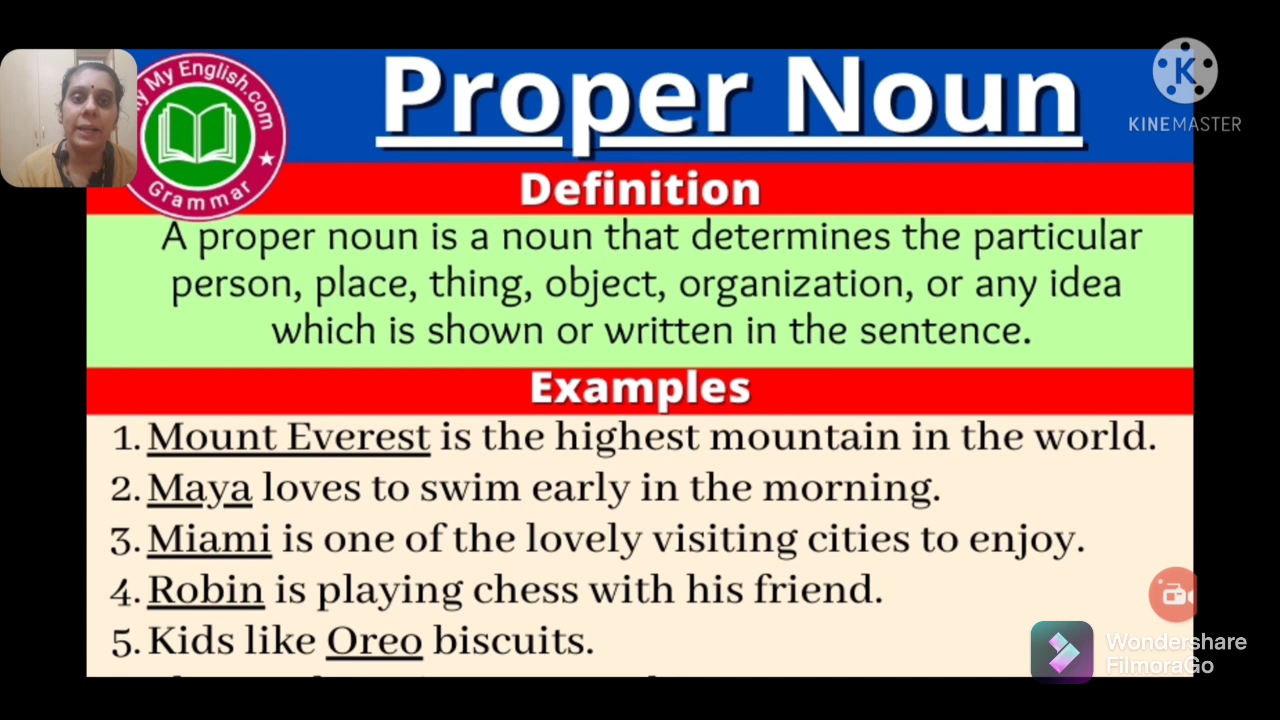 My English.com
Grammar
Proper Noun
KINEMASTER
Definition
A proper noun is a noun that determines the particular
person, place, thing, object, organization, or any idea
which is shown or written in the sentence.
Examples
1. Mount Everest is the highest mountain in the world.
2. Maya loves to swim early in the morning.
3. Miami is one of the lovely visiting cities to enjoy.
4. Robin is playing chess with his friend.
5. Kids like Oreo biscuits.
Wondershare
FilmoraGo